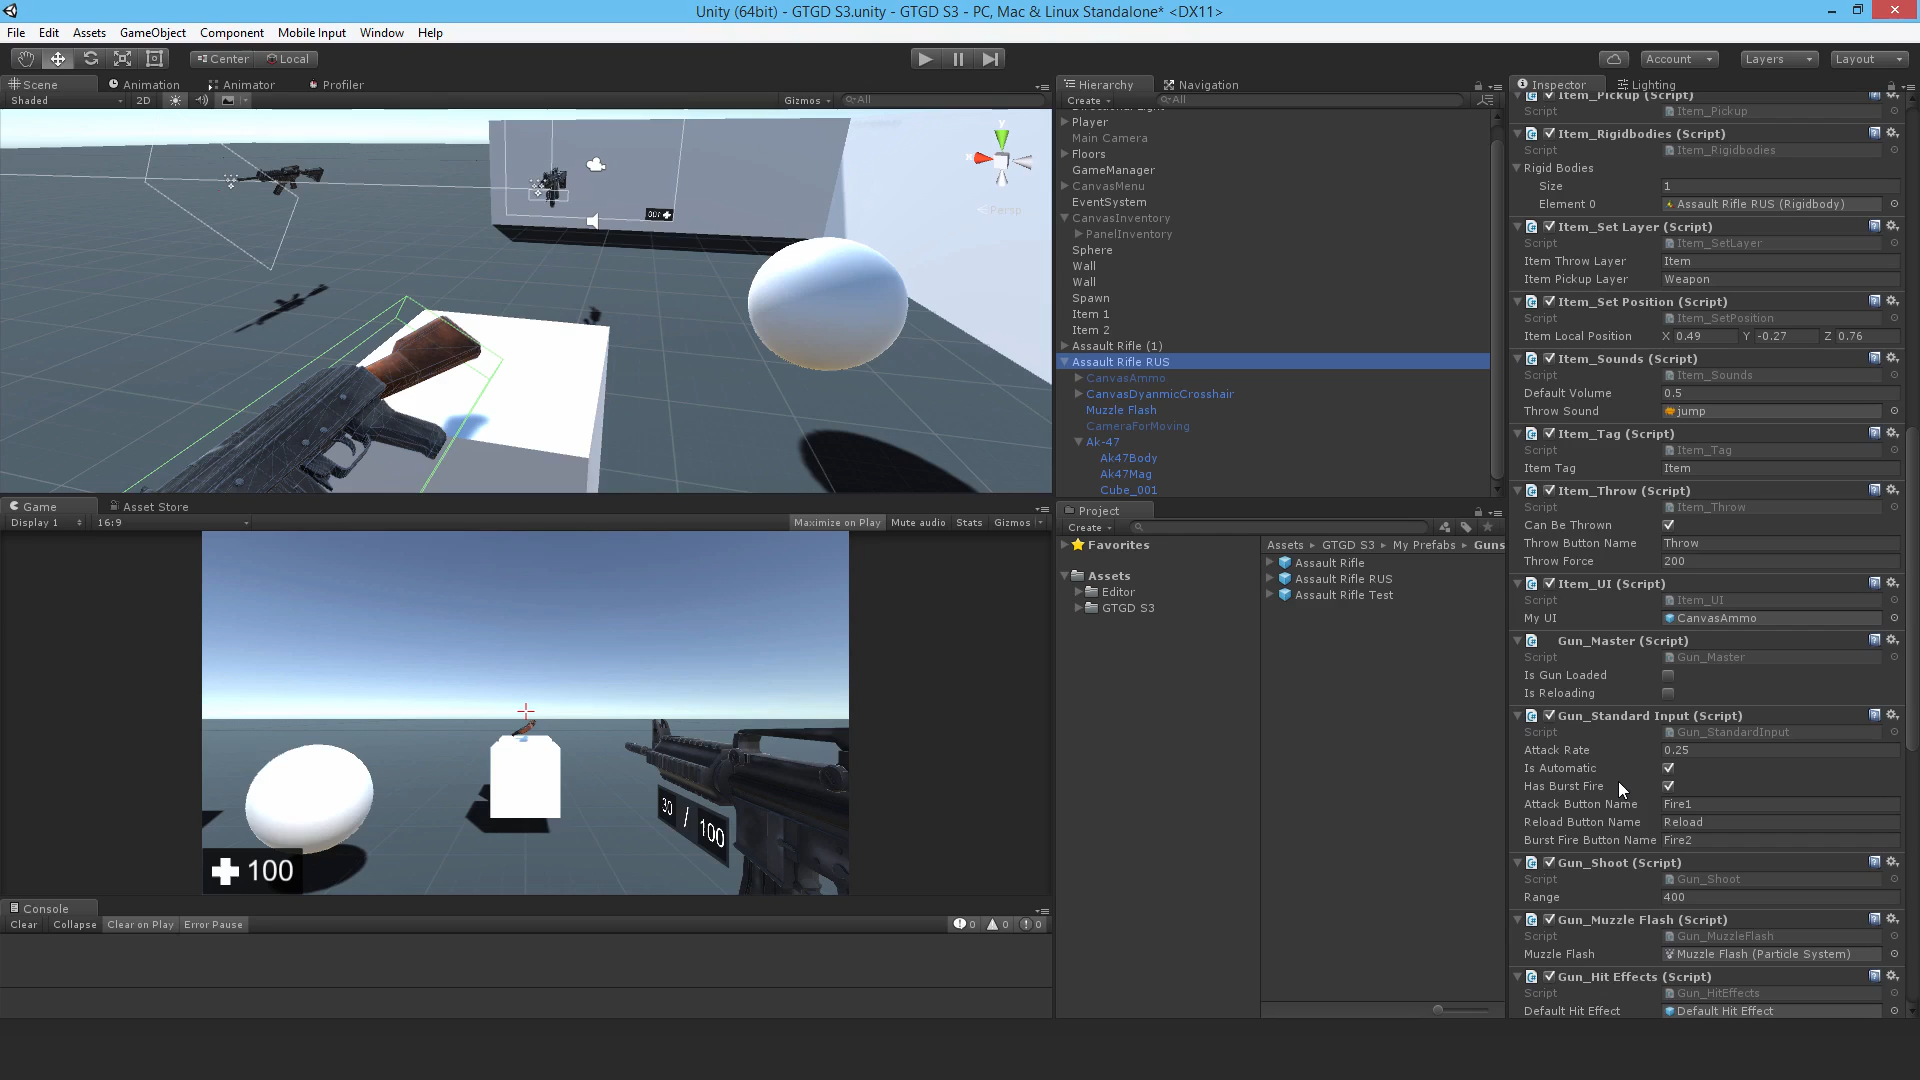 Unity (64bit) - GTGD S3.unity - GTGD S3 - PC, Mac & Linux Standalone* <DX11>
File Edit Assets GameObject Component Mobile Input Window Help
Center Local
Account Layers Layout
Scene Animation Animator Profiler
Shaded 2D Gizmos All
Persp
Game Asset Store
Display 1 16:9 Maximize on Play Mute audio Stats Gizmos
30 / 100
100
Console
Clear Collapse Clear on Play Error Pause 0 0 0
Hierarchy Navigation
Create All
Player
Main Camera
Floors
GameManager
CanvasMenu
EventSystem
CanvasInventory
PanelInventory
Sphere
Wall
Wall
Spawn
Item 1
Item 2
Assault Rifle (1)
Assault Rifle RUS
CanvasAmmo
CanvasDyanmicCrosshair
Muzzle Flash
CameraForMoving
Ak-47
Ak47Body
Ak47Mag
Cube_001
Project
Create
Favorites
Assets
Editor
GTGD S3
Assets GTGD S3 My Prefabs Guns
Assault Rifle
Assault Rifle RUS
Assault Rifle Test
Inspector Lighting
Item_Pickup (Script)
Script Item_Pickup
Item_Rigidbodies (Script)
Script Item_Rigidbodies
Rigid Bodies
Size 1
Element 0 Assault Rifle RUS (Rigidbody)
Item_Set Layer (Script)
Script Item_SetLayer
Item Throw Layer Item
Item Pickup Layer Weapon
Item_Set Position (Script)
Script Item_SetPosition
Item Local Position X 0.49 Y -0.27 Z 0.76
Item_Sounds (Script)
Script Item_Sounds
Default Volume 0.5
Throw Sound jump
Item_Tag (Script)
Script Item_Tag
Item Tag Item
Item_Throw (Script)
Script Item_Throw
Can Be Thrown
Throw Button Name Throw
Throw Force 200
Item_UI (Script)
Script Item_UI
My UI CanvasAmmo
Gun_Master (Script)
Script Gun_Master
Is Gun Loaded
Is Reloading
Gun_Standard Input (Script)
Script Gun_StandardInput
Attack Rate 0.25
Is Automatic
Has Burst Fire
Attack Button Name Fire1
Reload Button Name Reload
Burst Fire Button Name Fire2
Gun_Shoot (Script)
Script Gun_Shoot
Range 400
Gun_Muzzle Flash (Script)
Script Gun_MuzzleFlash
Muzzle Flash Muzzle Flash (Particle System)
Gun_Hit Effects (Script)
Script Gun_HitEffects
Default Hit Effect Default Hit Effect